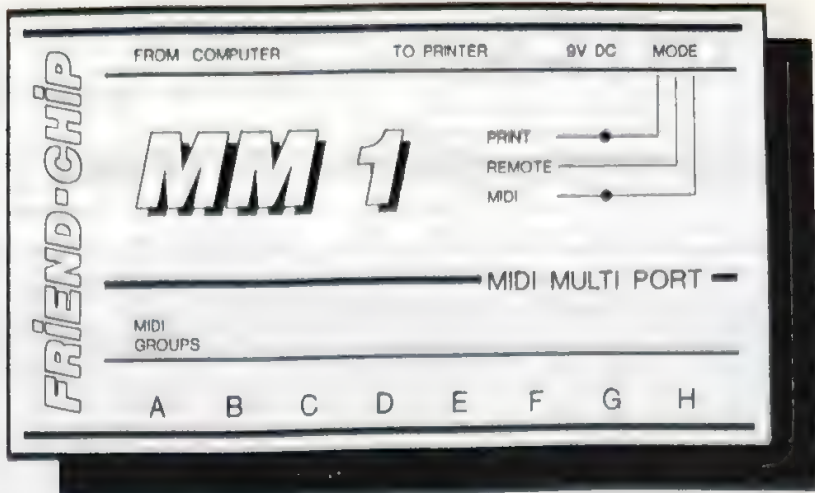 FRiEND-CHiP
FROM COMPUTER TO PRINTER 9V DC MODE
MM 1
PRINT
REMOTE
MIDI
MIDI MULTI PORT
MIDI
GROUPS
A B C D E F G H